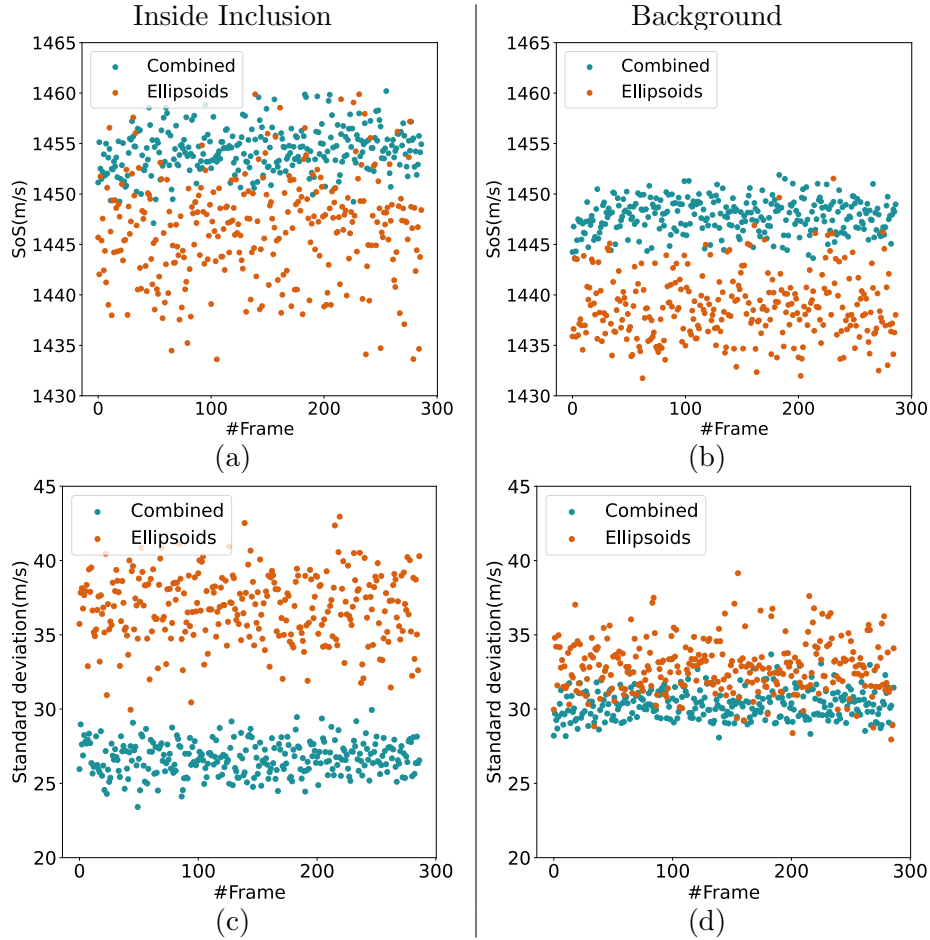 Inside Inclusion
Background
1465
1460
1455
1450
1445
1440
1435
1430
SoS(m/s)
Combined
Ellipsoids
0
100
200
300
#Frame
(a)
1465
1460
1455
1450
1445
1440
1435
1430
SoS(m/s)
Combined
Ellipsoids
0
100
200
300
#Frame
(b)
45
40
35
30
25
20
Standard deviation(m/s)
Combined
Ellipsoids
0
100
200
300
#Frame
(c)
45
40
35
30
25
20
Standard deviation(m/s)
Combined
Ellipsoids
0
100
200
300
#Frame
(d)